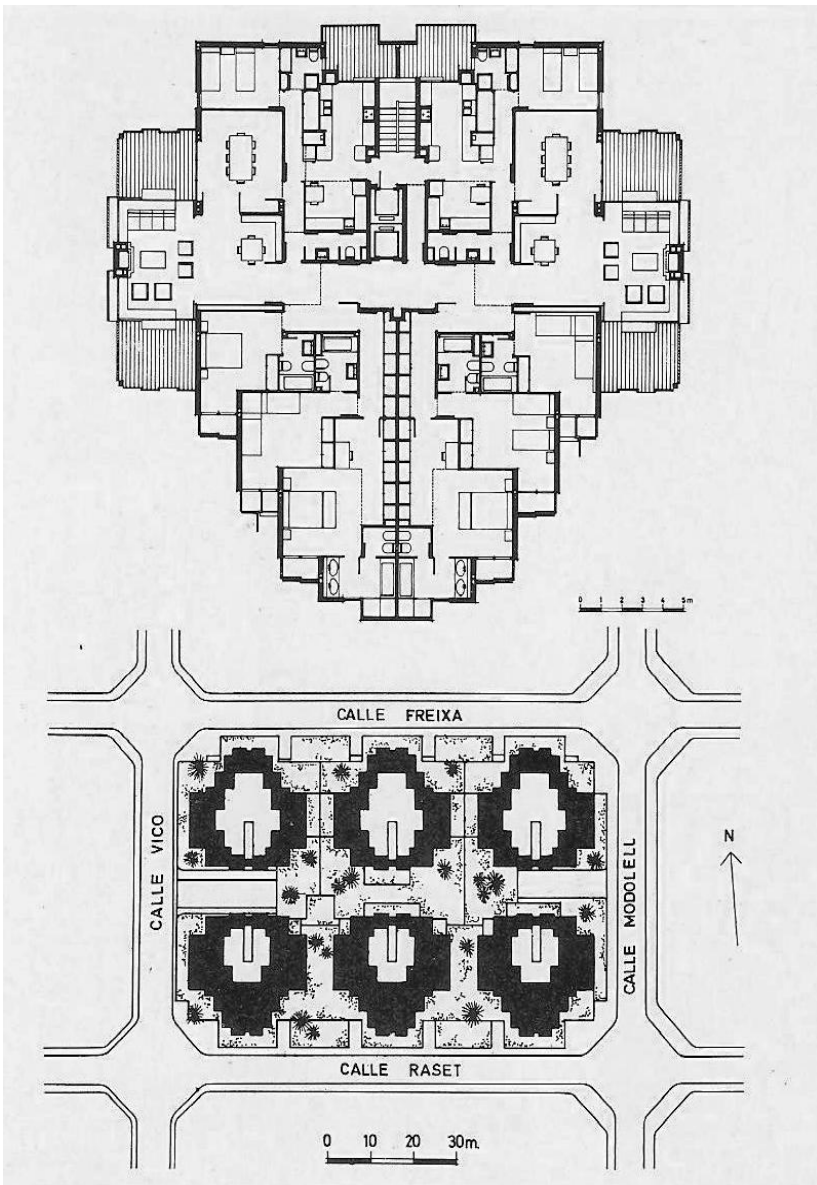 0 1 2 3 4 5m
CALLE FREIXA
CALLE VICO
CALLE MODOLELL
N
CALLE RASET
0 10 20 30m.